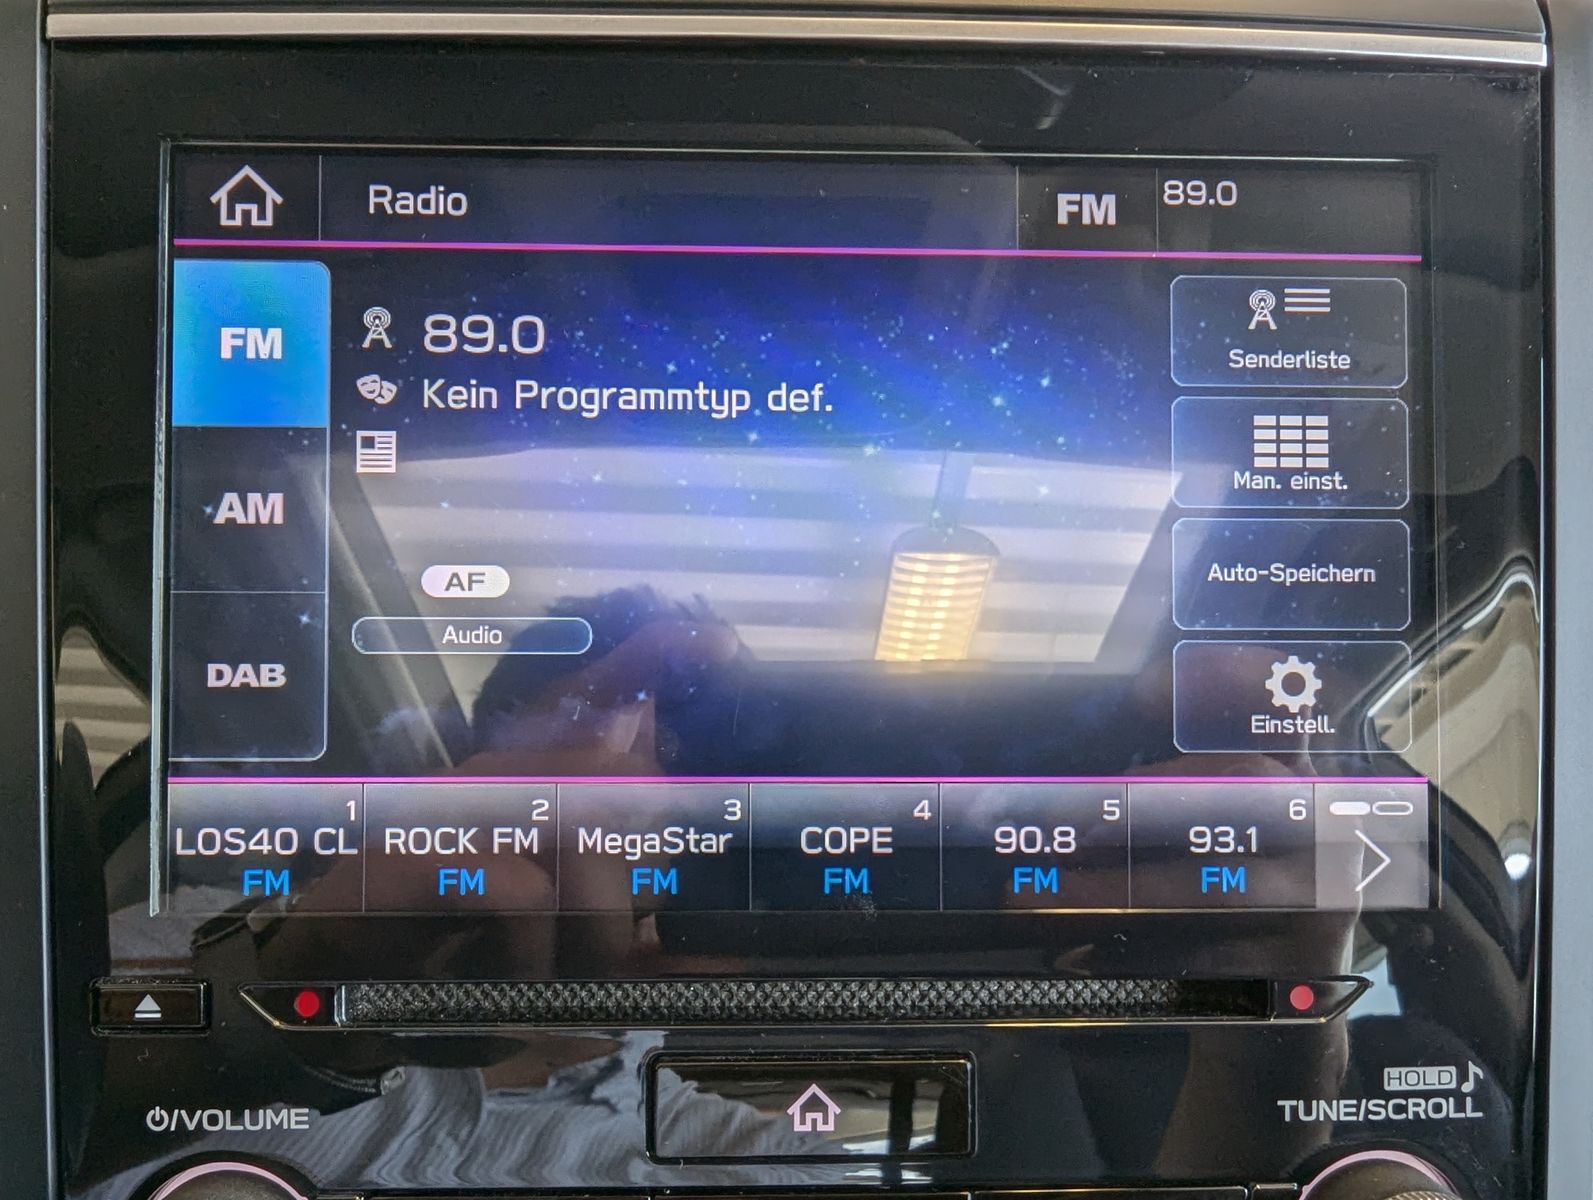 Radio
FM
89.0
FM
89.0
Senderliste
Kein Programmtyp def.
Man. einst.
AM
Auto-Speichern
AF
Audio
DAB
Einstell.
1
LOS40 CL
FM
2
ROCK FM
FM
3
MegaStar
FM
4
COPE
FM
5
90.8
FM
6
93.1
FM
/VOLUME
HOLD
TUNE/SCROLL